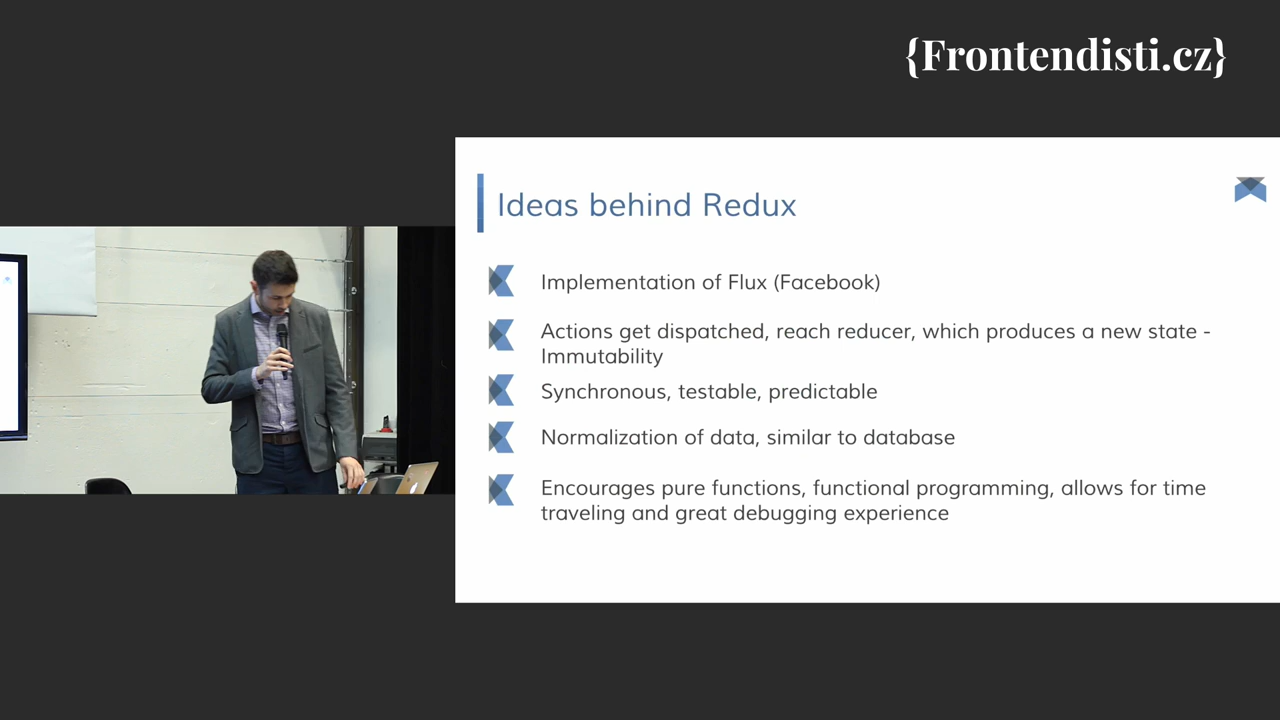 {Frontendisti.cz}
Ideas behind Redux
Implementation of Flux (Facebook)
Actions get dispatched, reach reducer, which produces a new state -
Immutability
Synchronous, testable, predictable
Normalization of data, similar to database
Encourages pure functions, functional programming, allows for time
traveling and great debugging experience